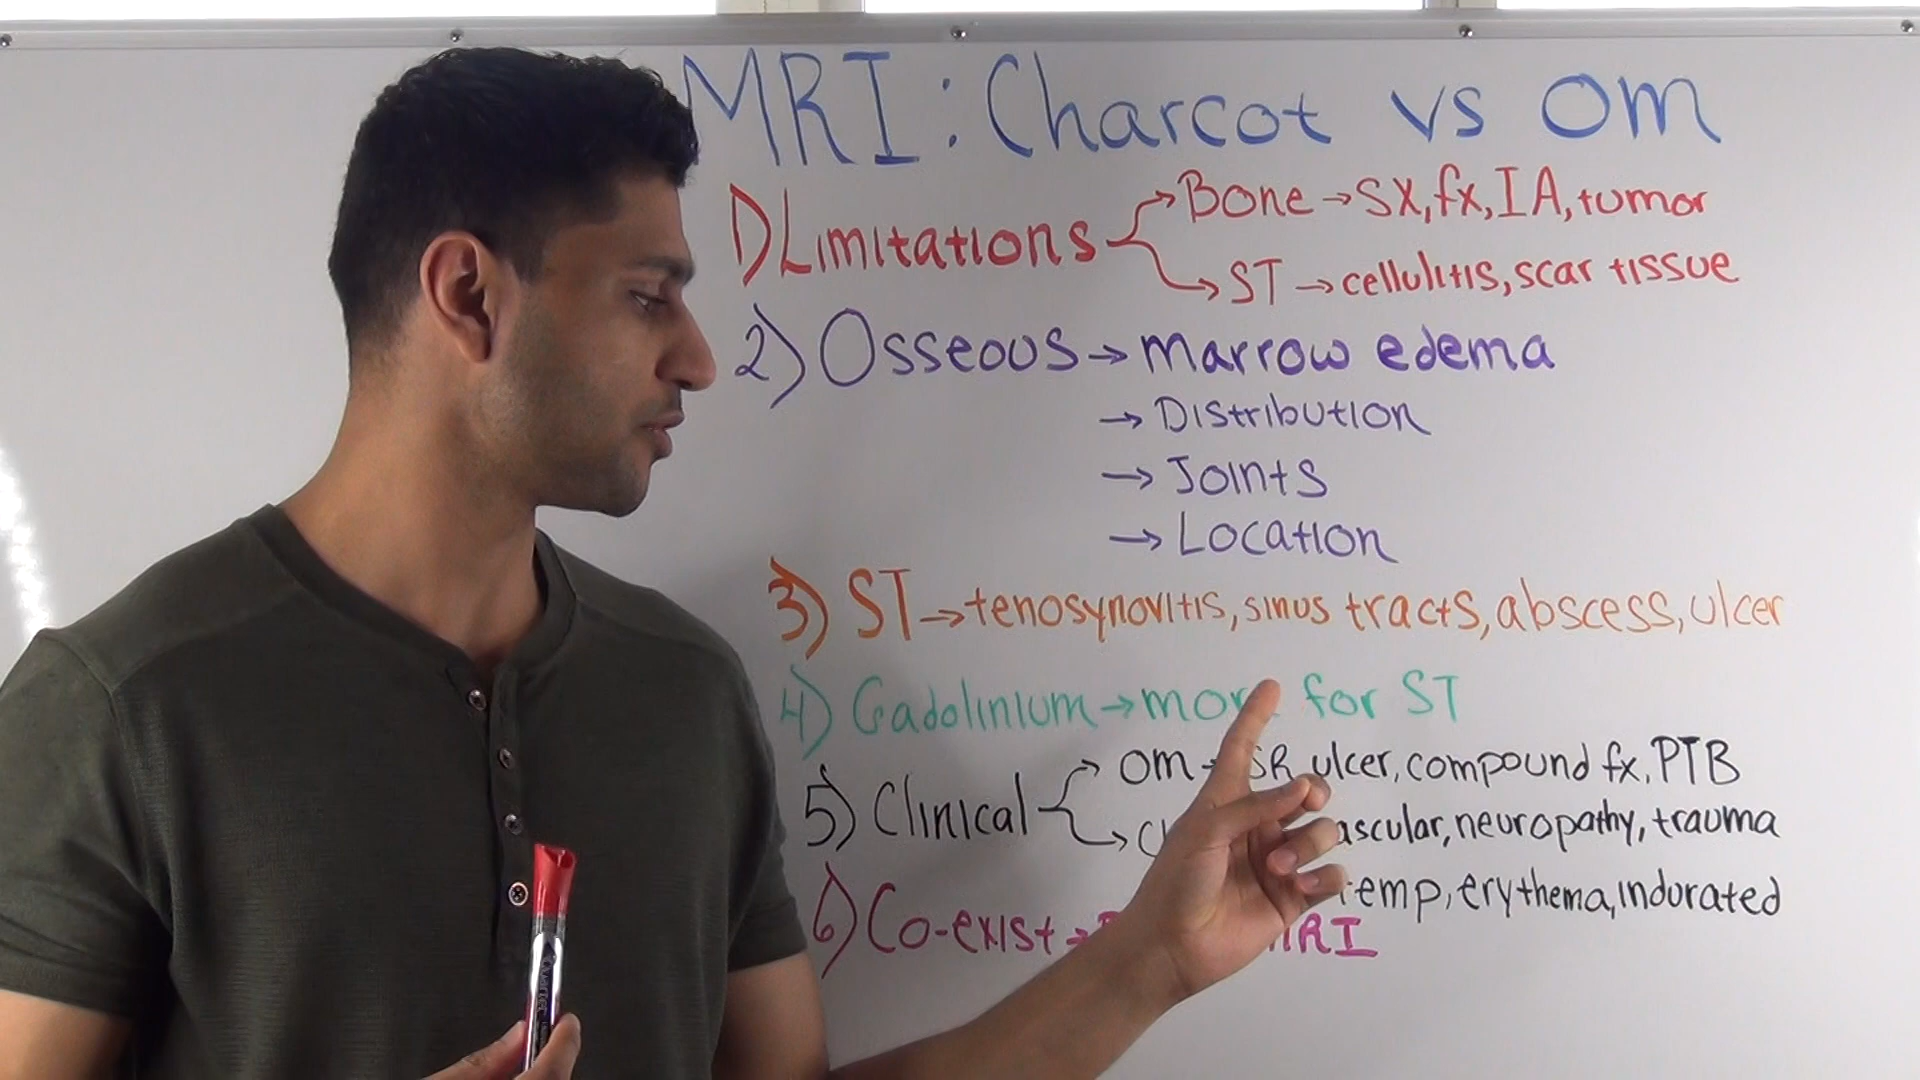 MRI: Charcot vs OM
1) Limitations → Bone → SX, fx, IA, tumor
→ ST → cellulitis, scar tissue
2) Osseous → marrow edema
→ Distribution
→ Joints
→ Location
3) ST → tenosynovitis, sinus tracts, abscess, ulcer
4) Gadolinium → more for ST
5) Clinical → OM → ulcer, compound fx, PTB
→ neuropathy, trauma
temp, erythema, indurated
6) Co-exist → MRI